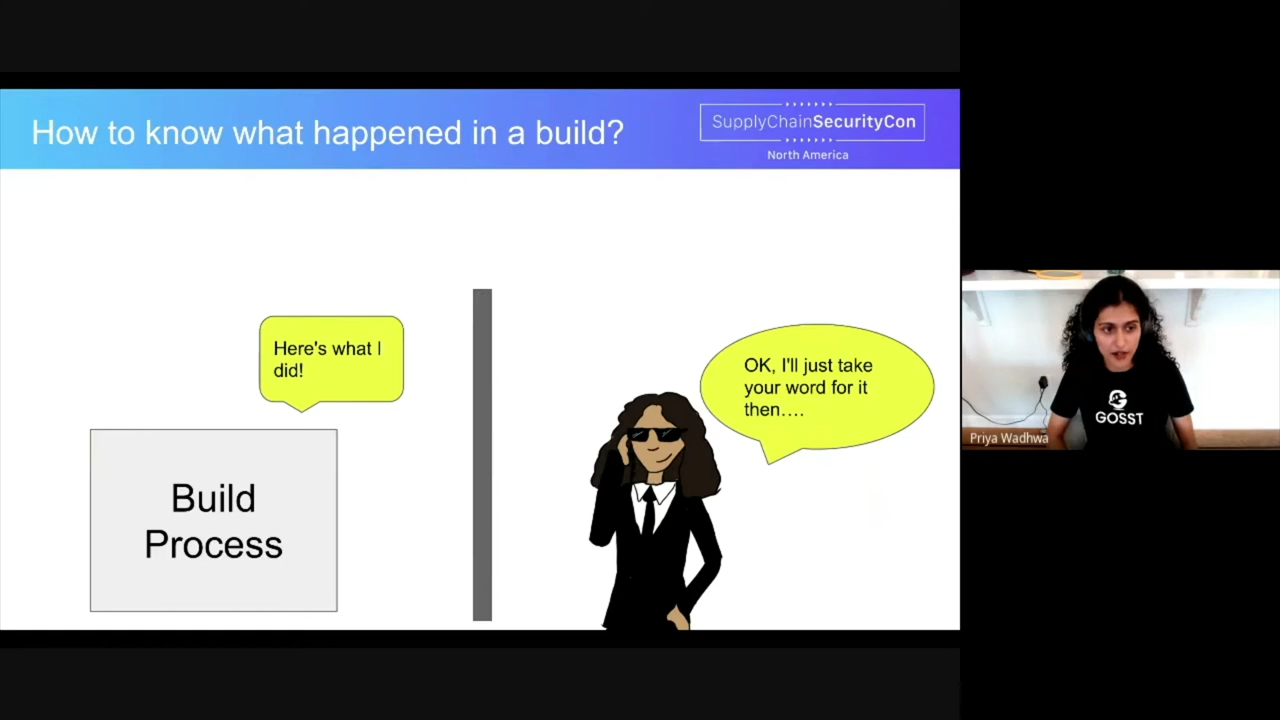 How to know what happened in a build?
SupplyChainSecurityCon
North America
Here's what I
did!
OK, I'll just take
your word for it
then....
Build
Process
GOSST
Priya Wadhwa